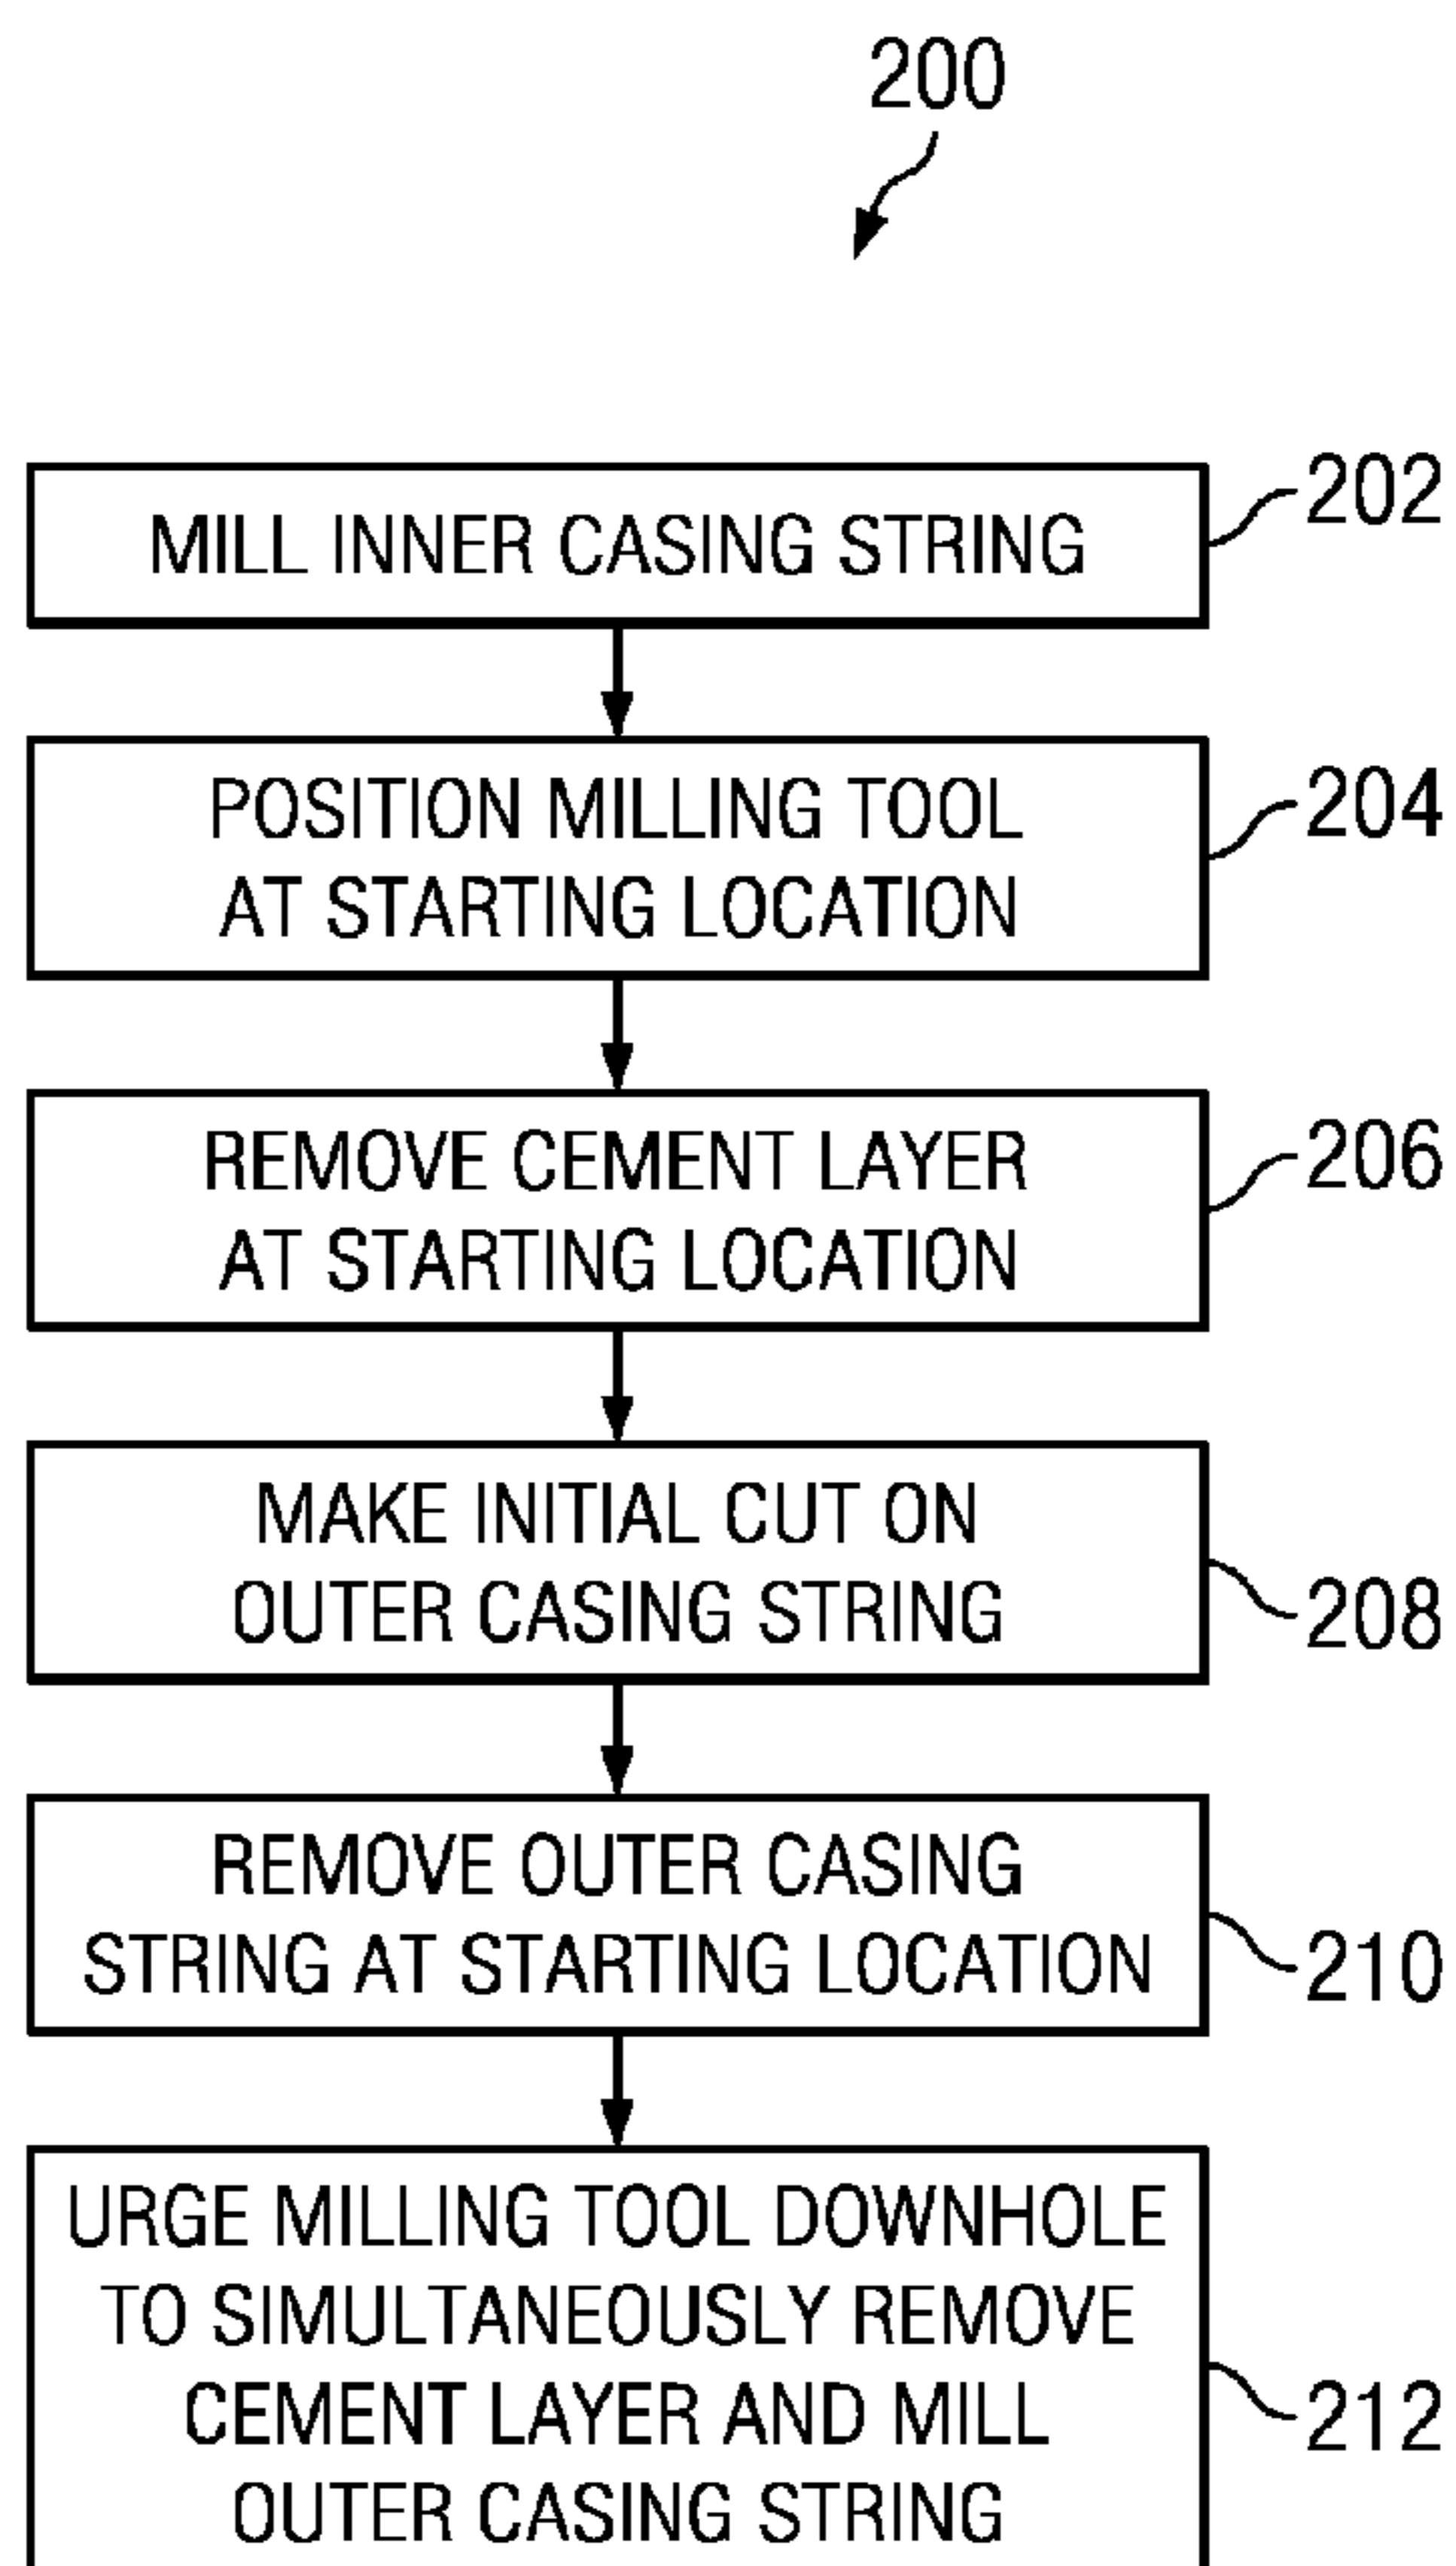 200
MILL INNER CASING STRING
202
POSITION MILLING TOOL
AT STARTING LOCATION
204
REMOVE CEMENT LAYER
AT STARTING LOCATION
206
MAKE INITIAL CUT ON
OUTER CASING STRING
208
REMOVE OUTER CASING
STRING AT STARTING LOCATION
210
URGE MILLING TOOL DOWNHOLE
TO SIMULTANEOUSLY REMOVE
CEMENT LAYER AND MILL
OUTER CASING STRING
212